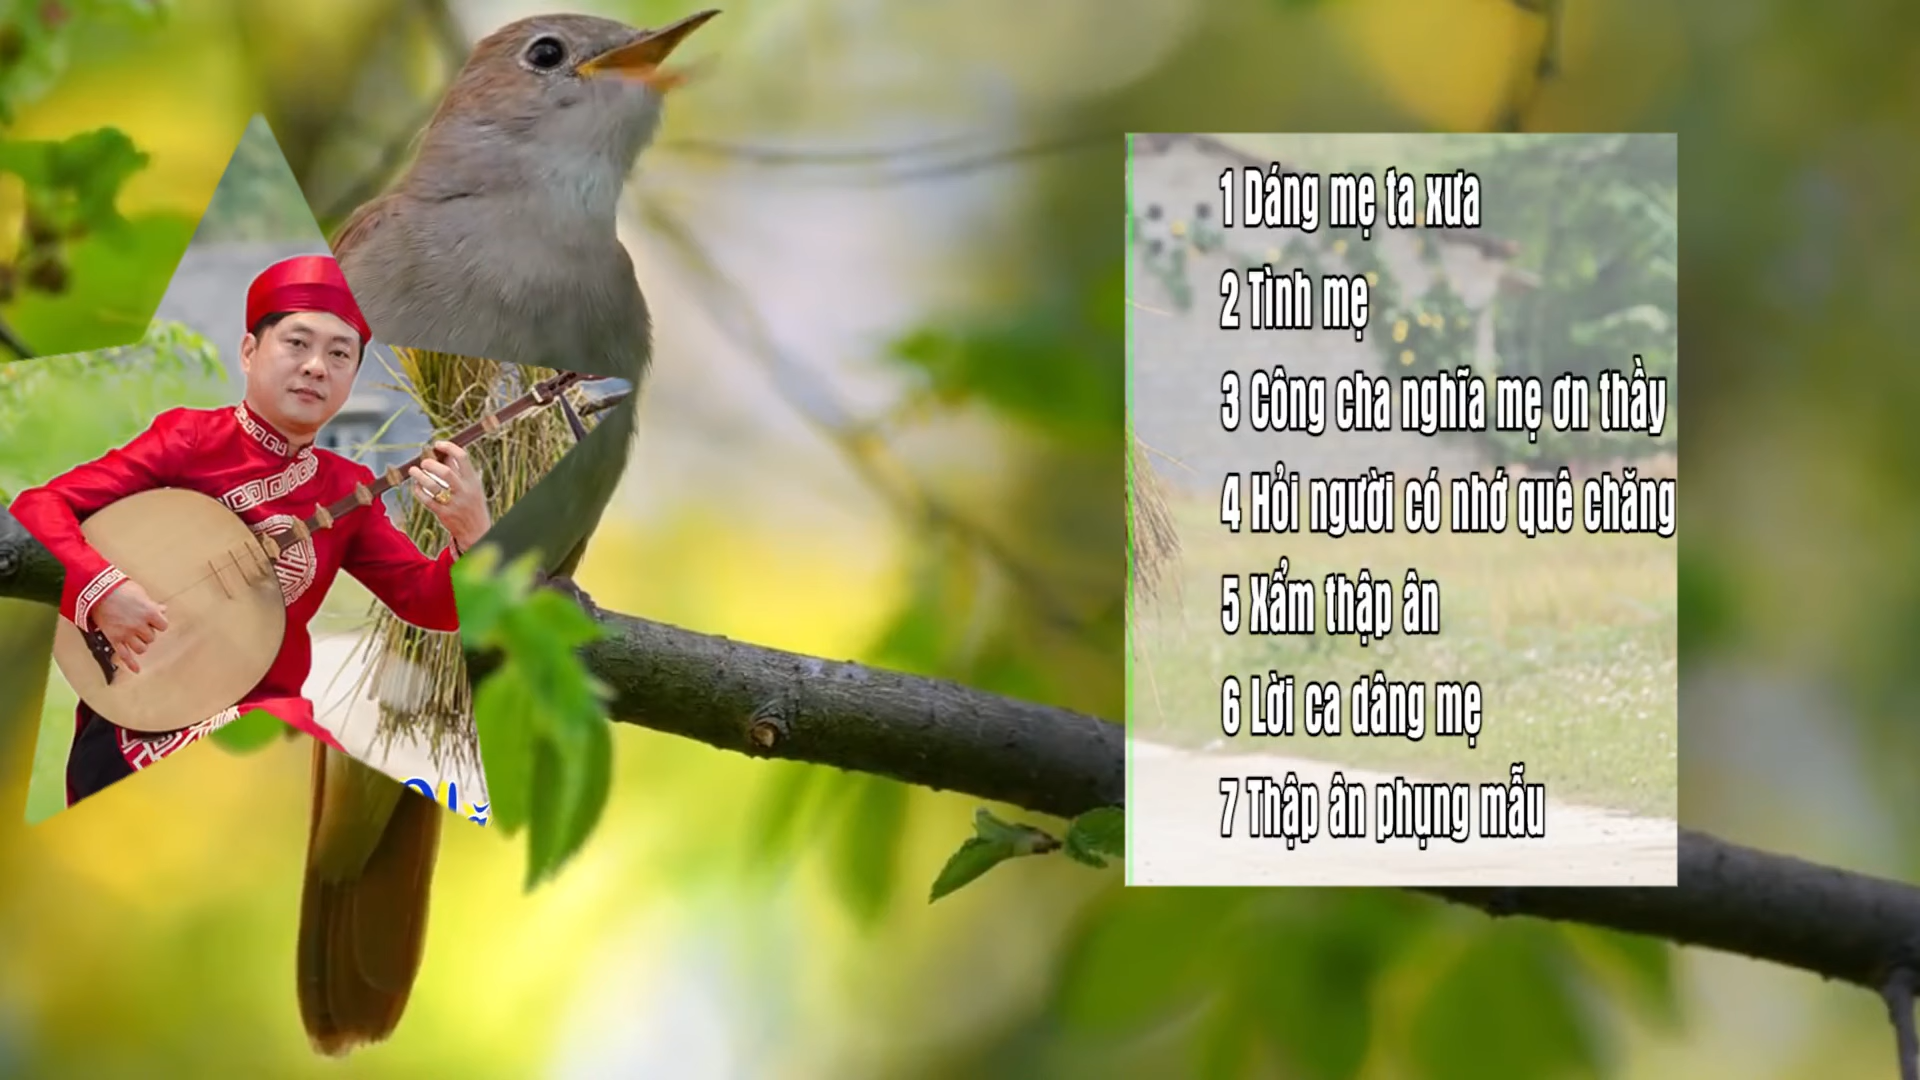 1 Dáng mẹ ta xưa
2 Tình mẹ
3 Công cha nghĩa mẹ ơn thầy
4 Hỏi người có nhớ quê chăng
5 Xẩm thập ân
6 Lời ca dâng mẹ
7 Thập ân phụng mẫu